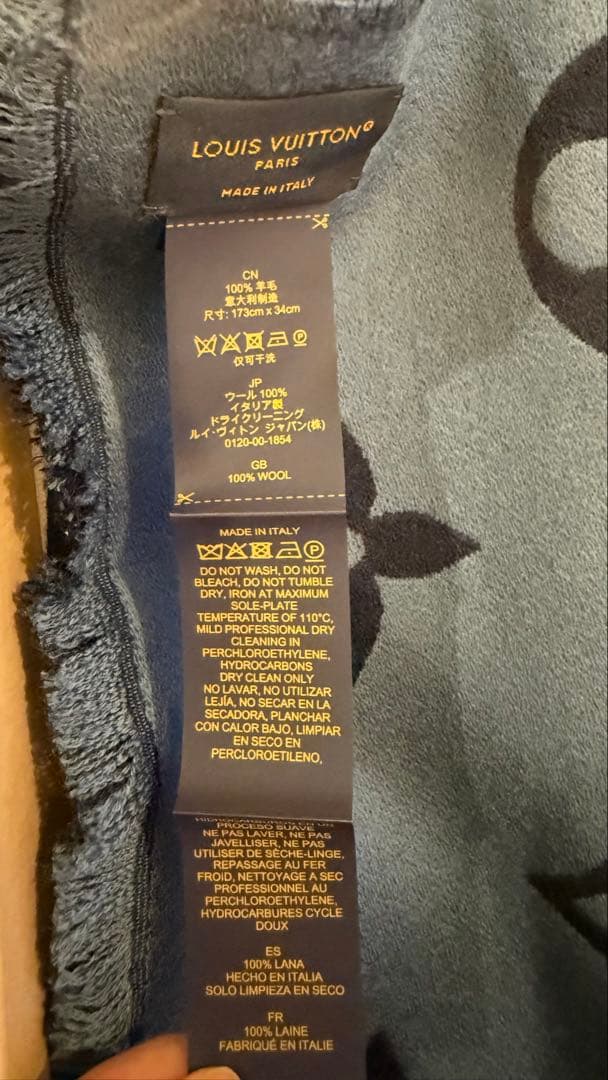 LOUIS VUITTON®
PARIS
MADE IN ITALY
CN
100% 羊毛
意大利制造
尺寸: 173cm x 34cm
仅可干洗
JP
ウール 100%
イタリア製
ドライクリーニング
ルイ・ヴィトン ジャパン(株)
0120-00-1854
GB
100% WOOL
MADE IN ITALY
DO NOT WASH, DO NOT
BLEACH, DO NOT TUMBLE
DRY, IRON AT MAXIMUM
SOLE-PLATE
TEMPERATURE OF 110°C,
MILD PROFESSIONAL DRY
CLEANING IN
PERCHLOROETHYLENE,
HYDROCARBONS
DRY CLEAN ONLY
NO LAVAR, NO UTILIZAR
LEJÍA, NO SECAR EN LA
SECADORA, PLANCHAR
CON CALOR BAJO, LIMPIAR
EN SECO EN
PERCLOROETILENO,
PROCESO SUAVE
NE PAS LAVER, NE PAS
JAVELLISER, NE PAS
UTILISER DE SÈCHE-LINGE,
REPASSAGE AU FER
FROID, NETTOYAGE A SEC
PROFESSIONNEL AU
PERCHLOROETHYLENE,
HYDROCARBURES CYCLE
DOUX
ES
100% LANA
HECHO EN ITALIA
SOLO LIMPIEZA EN SECO
FR
100% LAINE
FABRIQUÉ EN ITALIE